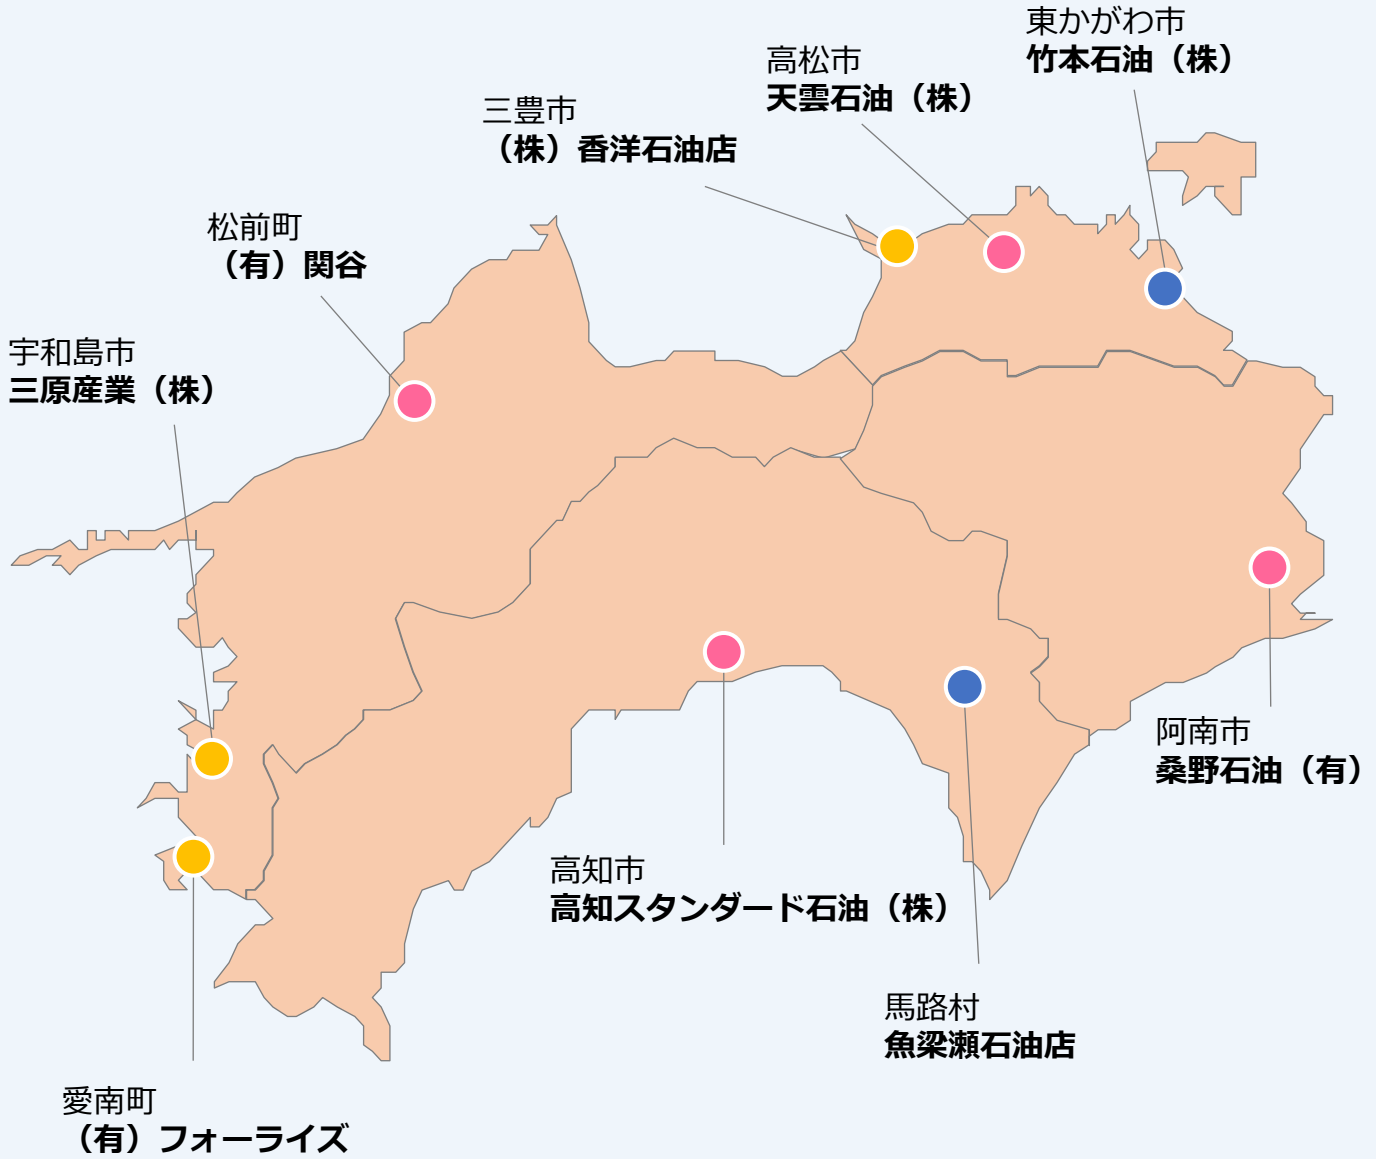 東かがわ市
竹本石油（株）
高松市
天雲石油（株）
三豊市
（株）香洋石油店
松前町
（有）関谷
宇和島市
三原産業（株）
阿南市
桑野石油（有）
高知市
高知スタンダード石油（株）
馬路村
魚梁瀬石油店
愛南町
（有）フォーライズ